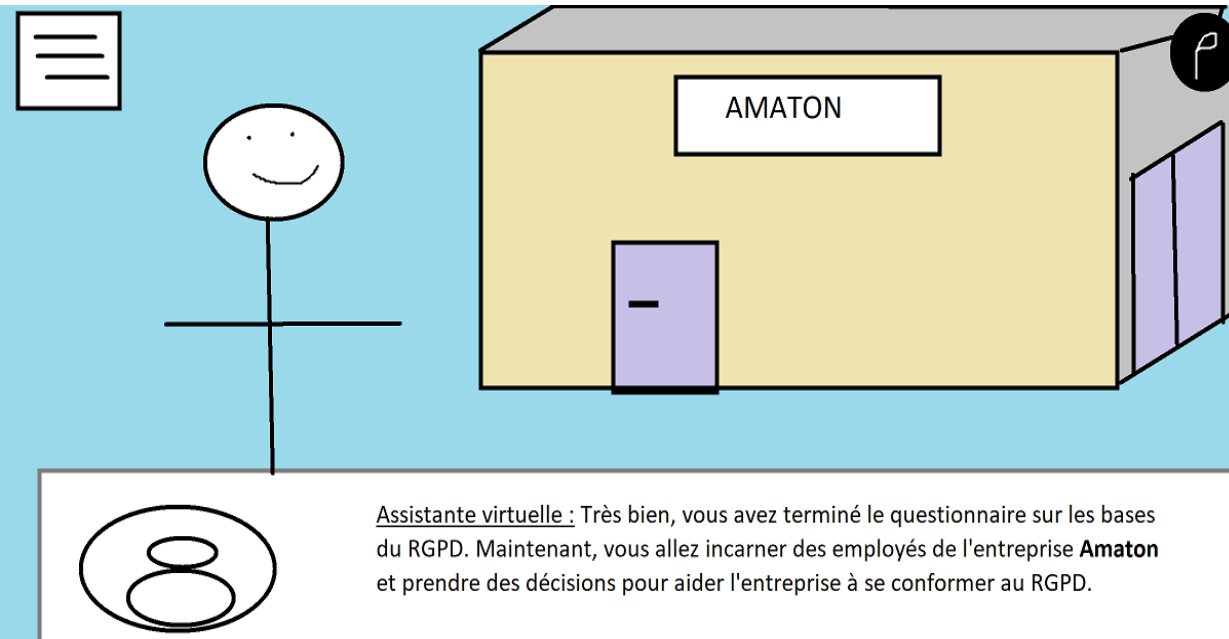 AMATON
Assistante virtuelle : Très bien, vous avez terminé le questionnaire sur les bases
du RGPD. Maintenant, vous allez incarner des employés de l'entreprise Amaton
et prendre des décisions pour aider l'entreprise à se conformer au RGPD.